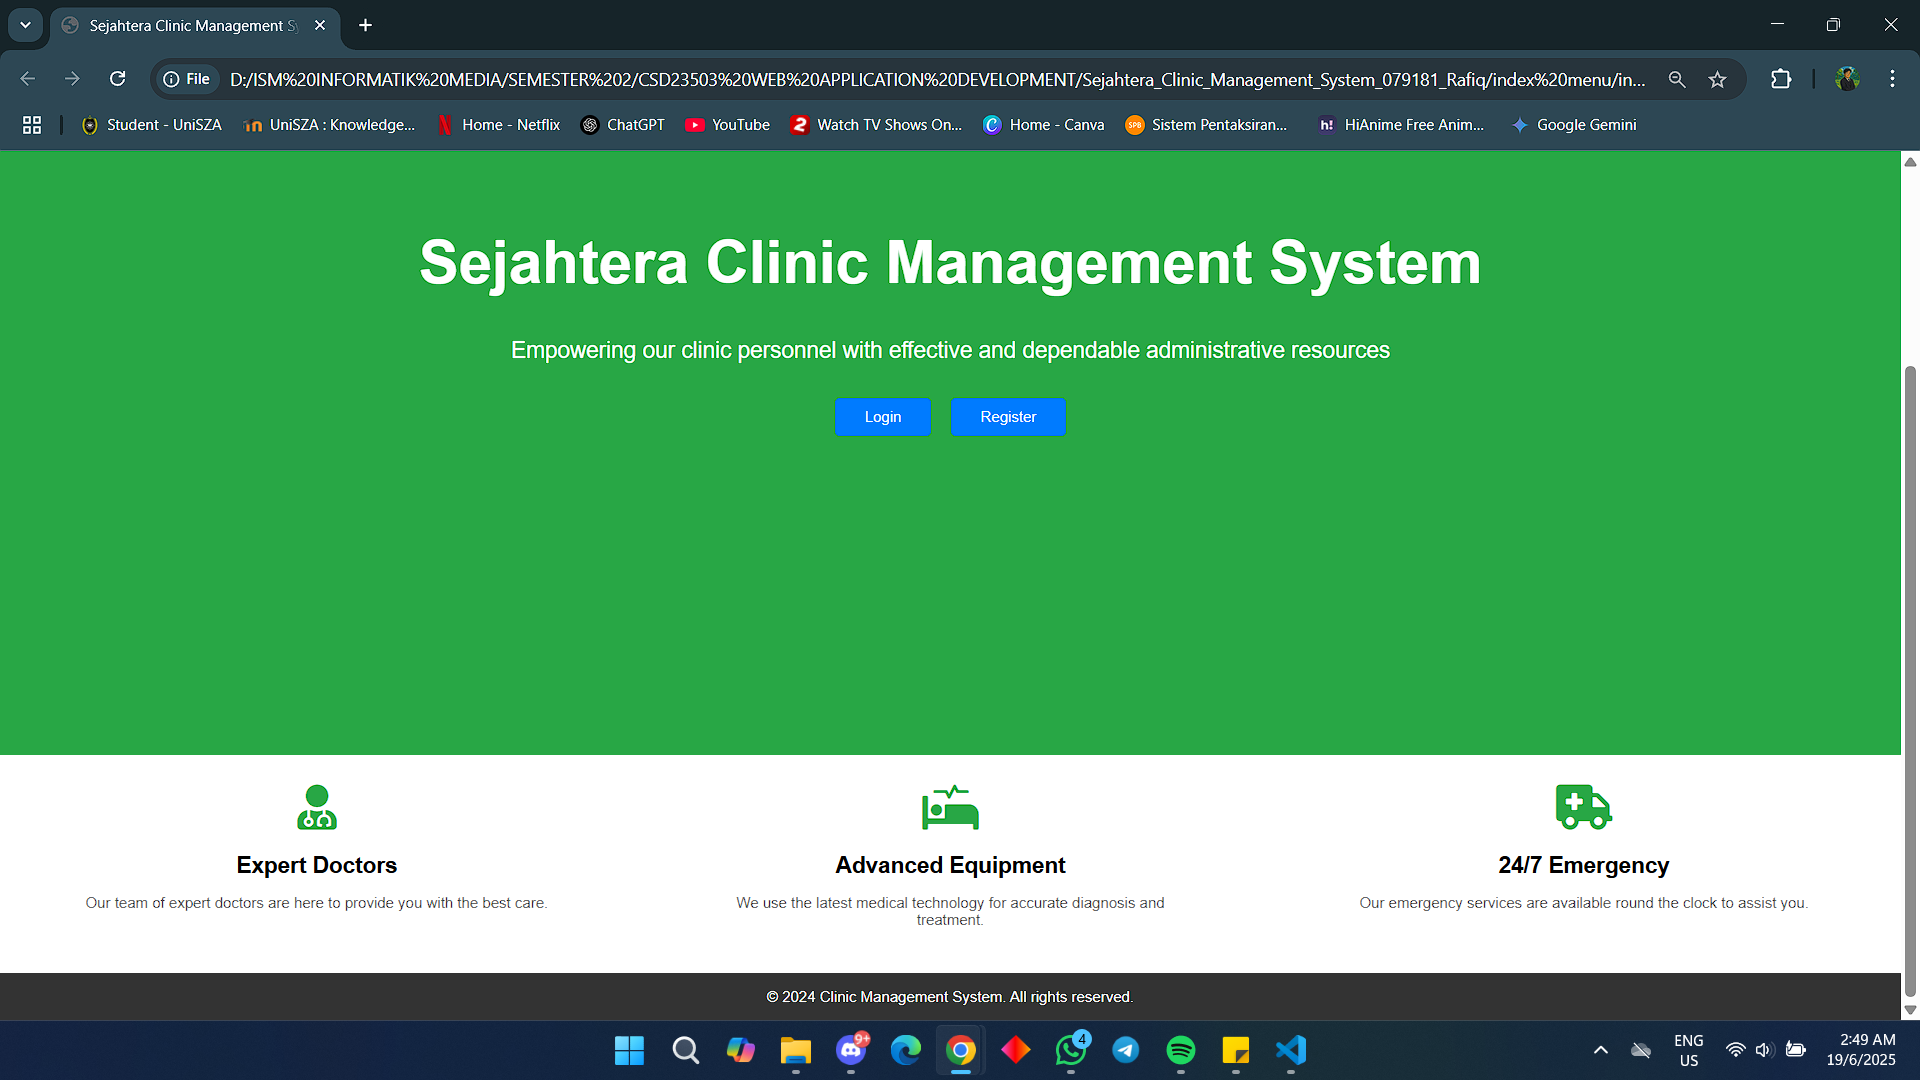 Sejahtera Clinic Management S
File
D:/ISM%20INFORMATIK%20MEDIA/SEMESTER%202/CSD23503%20WEB%20APPLICATION%20DEVELOPMENT/Sejahtera_Clinic_Management_System_079181_Rafiq/index%20menu/in...
Student - UniSZA
UniSZA : Knowledge...
Home - Netflix
ChatGPT
YouTube
Watch TV Shows On...
Home - Canva
SPB
Sistem Pentaksiran...
h!
HiAnime Free Anim...
Google Gemini
Sejahtera Clinic Management System
Empowering our clinic personnel with effective and dependable administrative resources
Login
Register
Expert Doctors
Our team of expert doctors are here to provide you with the best care.
Advanced Equipment
We use the latest medical technology for accurate diagnosis and
treatment.
24/7 Emergency
Our emergency services are available round the clock to assist you.
© 2024 Clinic Management System. All rights reserved.
9+
4
ENG
US
2:49 AM
19/6/2025